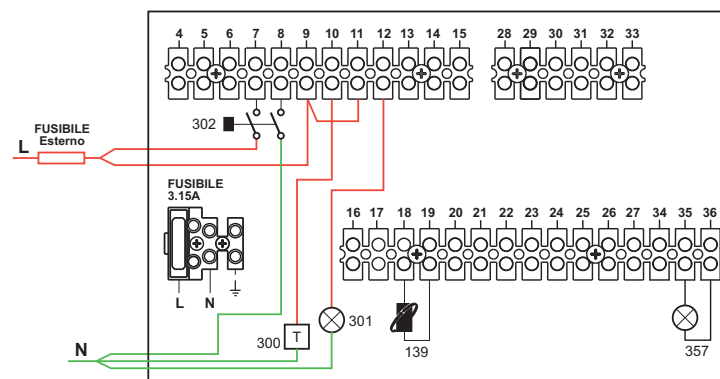 4 5 6 7 8 9 10 11 12 13 14 15
28 29 30 31 32 33
302
FUSIBILE
Esterno
L
FUSIBILE
3.15A
16 17 18 19 20 21 22 23 24 25 26 27 34 35 36
L N
300 T
301
139
357
N